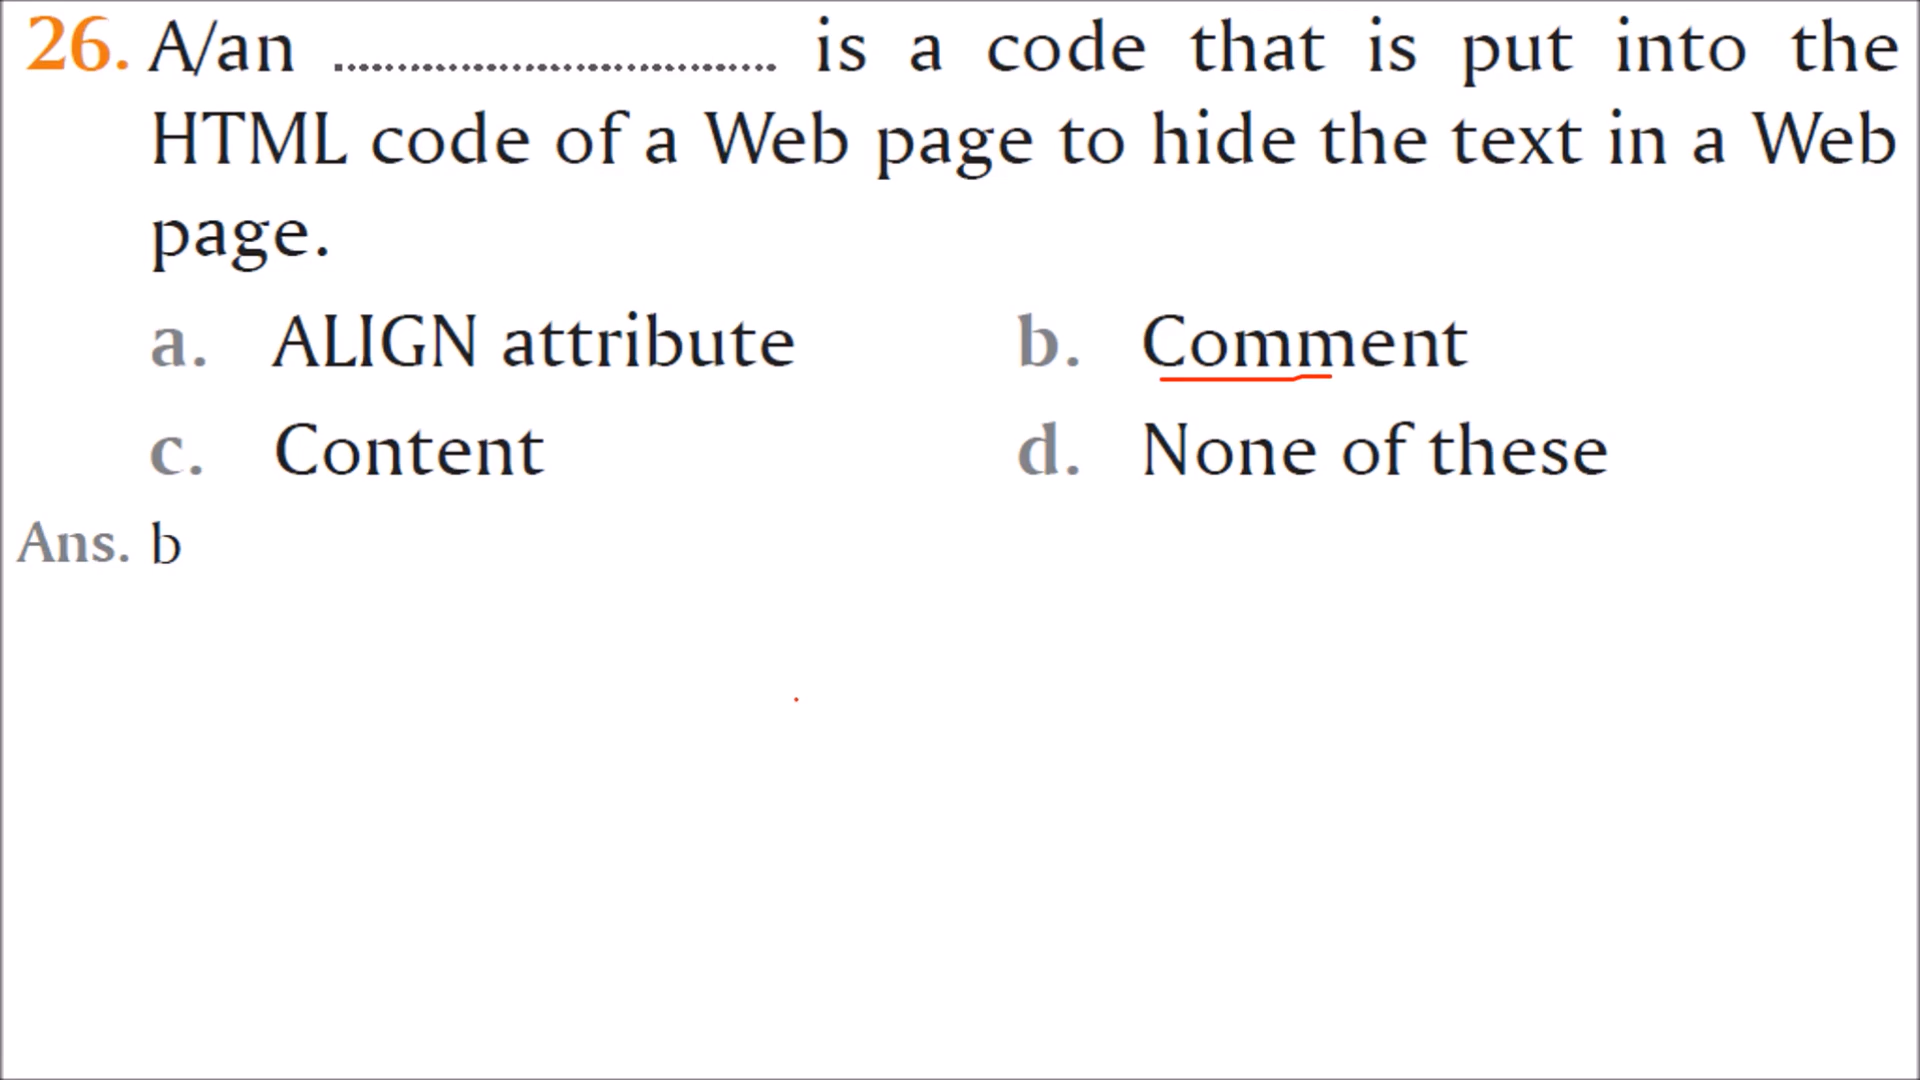 26. A/an ........................................ is a code that is put into the
HTML code of a Web page to hide the text in a Web
page.
a. ALIGN attribute b. Comment
c. Content d. None of these
Ans. b